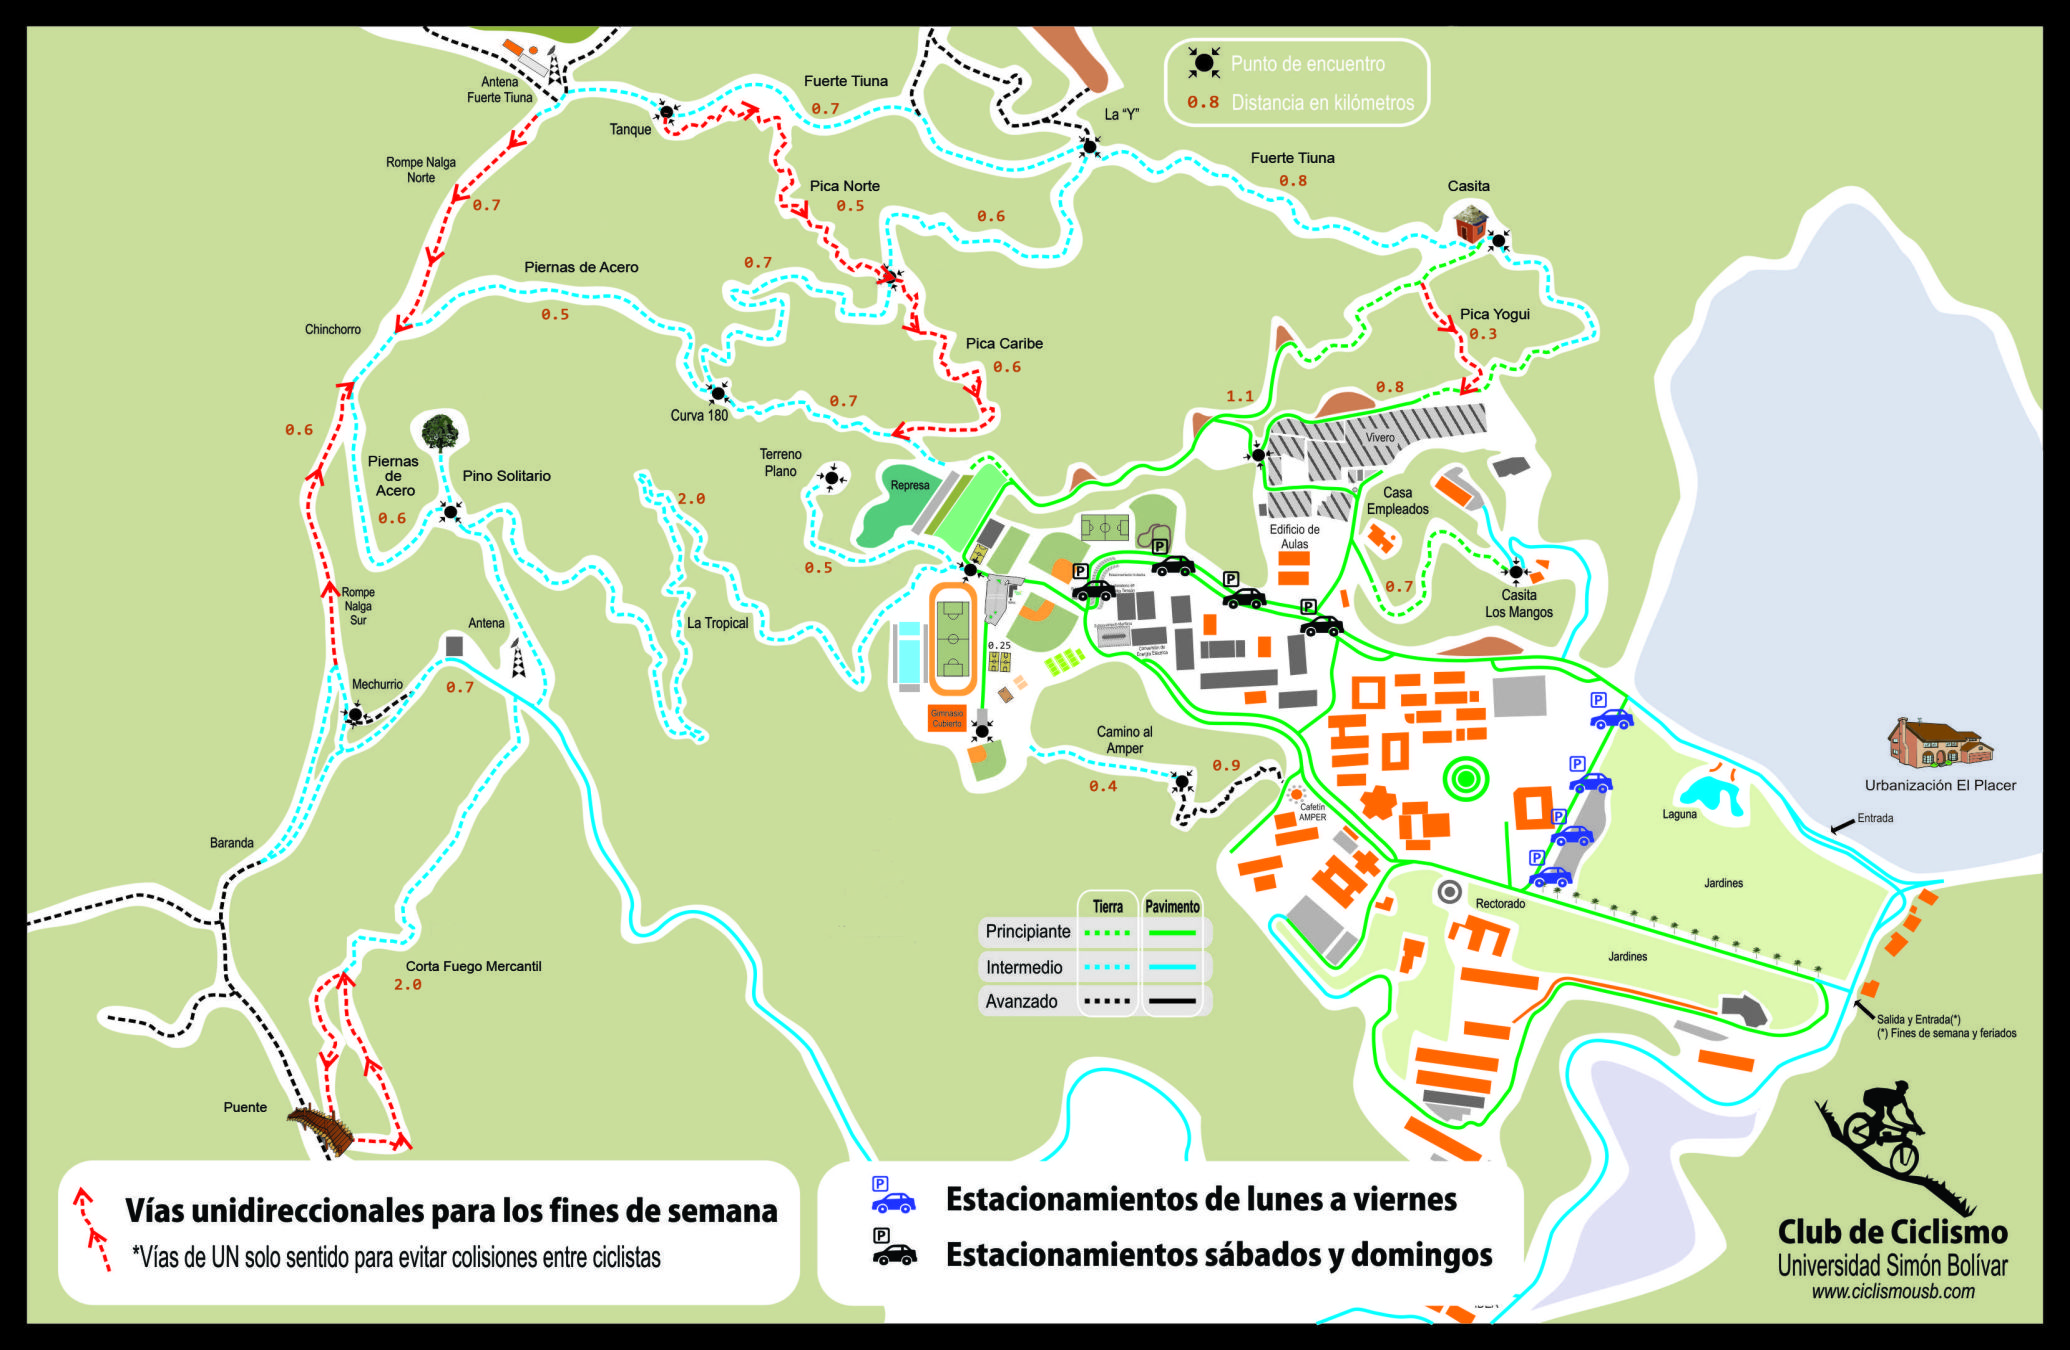 Punto de encuentro
0.8 Distancia en kilómetros
Antena
Fuerte Tiuna
Tanque
Fuerte Tiuna
0.7
La "Y"
Fuerte Tiuna
0.8
Casita
Rompe Nalga
Norte
0.7
Pica Norte
0.5
0.6
Piernas de Acero
0.5
0.7
Pica Yogui
0.3
Chinchorro
Pica Caribe
0.6
1.1
0.8
Curva 180
0.7
0.6
Piernas
de
Acero
0.6
Pino Solitario
2.0
Terreno
Plano
Represa
Vivero
Casa
Empleados
Edificio de
Aulas
0.5
0.7
Casita
Los Mangos
Rompe
Nalga
Sur
Antena
0.7
La Tropical
0.25
Mechurrio
Gimnasio
Cubierto
Conversión de
Energía Eléctrica
Camino al
Amper
0.4
0.9
Cafetín
AMPER
Urbanización El Placer
Laguna
Entrada
Baranda
Jardines
Rectorado
Jardines
Tierra
Pavimento
Principiante
Intermedio
Avanzado
Corta Fuego Mercantil
2.0
Salida y Entrada(*)
(*) Fines de semana y feriados
Puente
P
P
P
P
P
P
P
P
Vías unidireccionales para los fines de semana
*Vías de UN solo sentido para evitar colisiones entre ciclistas
P
Estacionamientos de lunes a viernes
P
Estacionamientos sábados y domingos
Club de Ciclismo
Universidad Simón Bolívar
www.ciclismousb.com